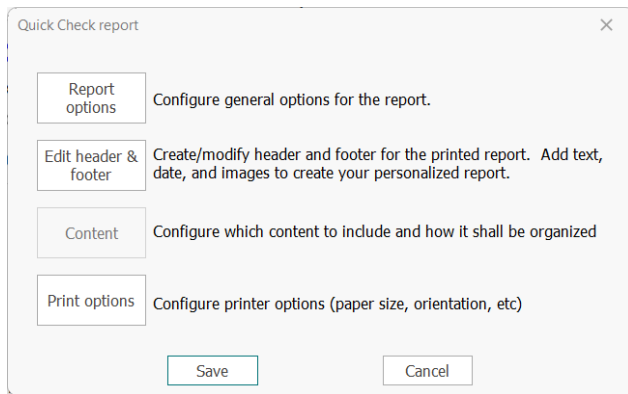 Quick Check report
Report
options
Configure general options for the report.
Edit header &
footer
Create/modify header and footer for the printed report.  Add text,
date, and images to create your personalized report.
Content
Configure which content to include and how it shall be organized
Print options
Configure printer options (paper size, orientation, etc)
Save
Cancel